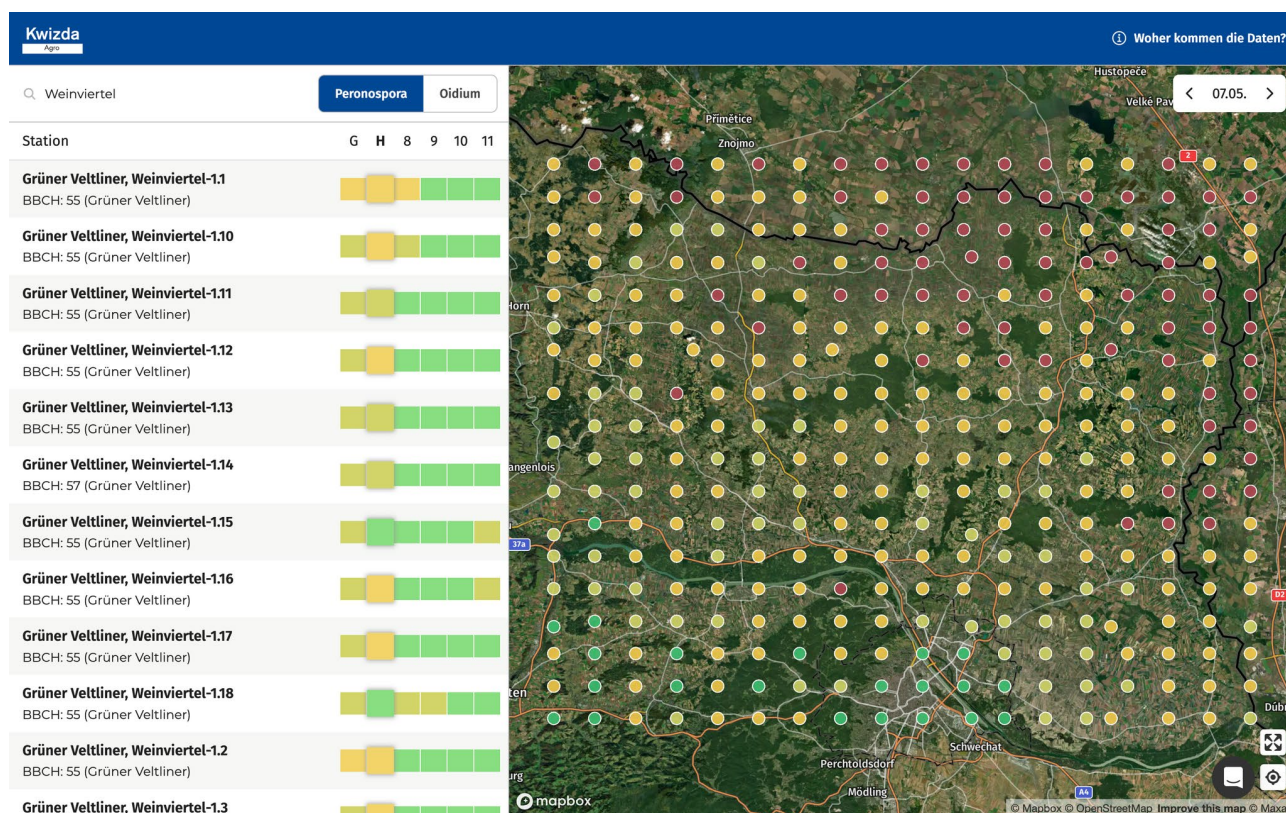 Kwizda
Agro
Woher kommen die Daten?
Weinviertel
Peronospora
Oidium
Station
G H 8 9 10 11
Grüner Veltliner, Weinviertel-1.1
BBCH: 55 (Grüner Veltliner)
Grüner Veltliner, Weinviertel-1.10
BBCH: 55 (Grüner Veltliner)
Grüner Veltliner, Weinviertel-1.11
BBCH: 55 (Grüner Veltliner)
Grüner Veltliner, Weinviertel-1.12
BBCH: 55 (Grüner Veltliner)
Grüner Veltliner, Weinviertel-1.13
BBCH: 55 (Grüner Veltliner)
Grüner Veltliner, Weinviertel-1.14
BBCH: 57 (Grüner Veltliner)
Grüner Veltliner, Weinviertel-1.15
BBCH: 55 (Grüner Veltliner)
Grüner Veltliner, Weinviertel-1.16
BBCH: 55 (Grüner Veltliner)
Grüner Veltliner, Weinviertel-1.17
BBCH: 55 (Grüner Veltliner)
Grüner Veltliner, Weinviertel-1.18
BBCH: 55 (Grüner Veltliner)
Grüner Veltliner, Weinviertel-1.2
BBCH: 55 (Grüner Veltliner)
Grüner Veltliner, Weinviertel-1.3
Hustopeče
Velké Pav
07.05.
Přímětice
Znojmo
2
Horn
angenlois
37a
D2
ten
Dúbr
Schwechat
Perchtoldsdorf
Mödling
urg
A4
mapbox
© Mapbox © OpenStreetMap Improve this map © Maxa